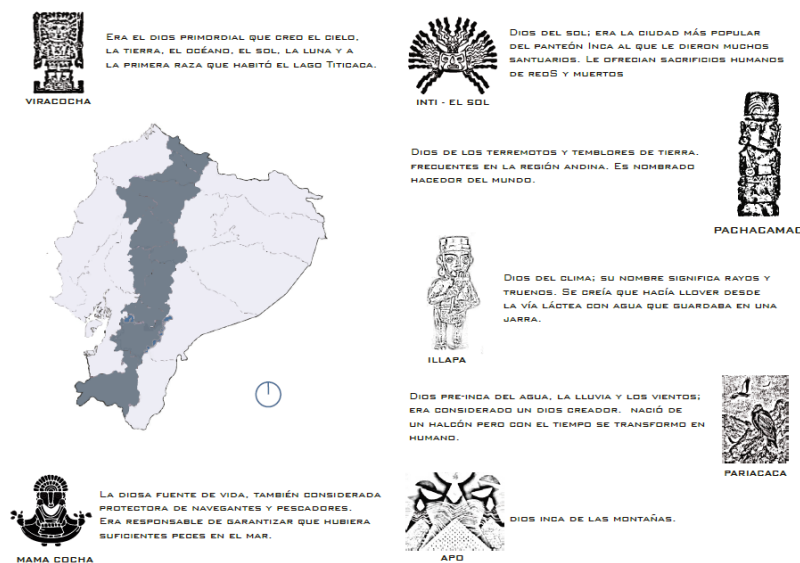 Era el dios primordial que creo el cielo,
la tierra, el océano, el sol, la luna y a
la primera raza que habitó el lago Titicaca.
VIRACOCHA
Dios del sol; era la ciudad más popular
del panteón Inca al que le dieron muchos
santuarios. Le ofrecian sacrificios humanos
de reos y muertos
INTI - EL SOL
Dios de los terremotos y temblores de tierra.
frecuentes en la región andina. Es nombrado
hacedor del mundo.
PACHACAMAC
Dios del clima; su nombre significa rayos y
truenos. Se creía que hacía llover desde
la vía láctea con agua que guardaba en una
jarra.
ILLAPA
Dios pre-inca del agua, la lluvia y los vientos;
era considerado un dios creador. nació de
un halcón pero con el tiempo se transformo en
humano.
PARIACACA
La diosa fuente de vida, también considerada
protectora de navegantes y pescadores.
Era responsable de garantizar que hubiera
suficientes peces en el mar.
MAMA COCHA
dios inca de las montañas.
APO